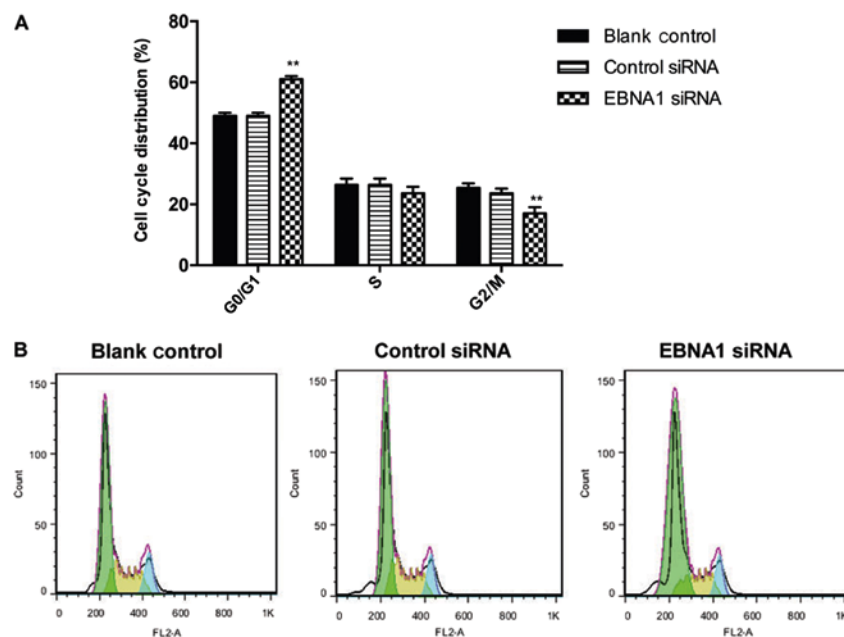 A
Cell cycle distribution (%)
80
60
40
20
0
**
**
G0/G1
S
G2/M
Blank control
Control siRNA
EBNA1 siRNA
B
Blank control
Control siRNA
EBNA1 siRNA
Count
150
100
50
0
0 200 400 600 800 1K
FL2-A
Count
150
100
50
0
0 200 400 600 800 1K
FL2-A
Count
150
100
50
0
0 200 400 600 800 1K
FL2-A